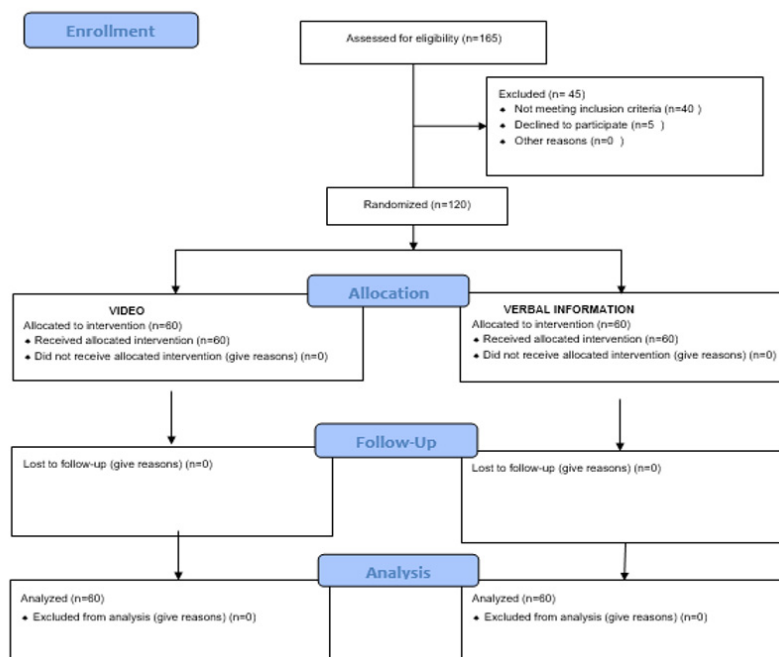 Enrollment
Assessed for eligibility (n=165)
Excluded (n= 45)
♠ Not meeting inclusion criteria (n=40 )
♠ Declined to participate (n=5 )
♠ Other reasons (n=0 )
Randomized (n=120)
Allocation
VIDEO
Allocated to intervention (n=60)
♠ Received allocated intervention (n=60)
♠ Did not receive allocated intervention (give reasons) (n=0)
VERBAL INFORMATION
Allocated to intervention (n=60)
♠ Received allocated intervention (n=60)
♠ Did not receive allocated intervention (give reasons) (n=0)
Follow-Up
Lost to follow-up (give reasons) (n=0)
Lost to follow-up (give reasons) (n=0)
Analysis
Analyzed (n=60)
♠ Excluded from analysis (give reasons) (n=0)
Analyzed (n=60)
♠ Excluded from analysis (give reasons) (n=0)